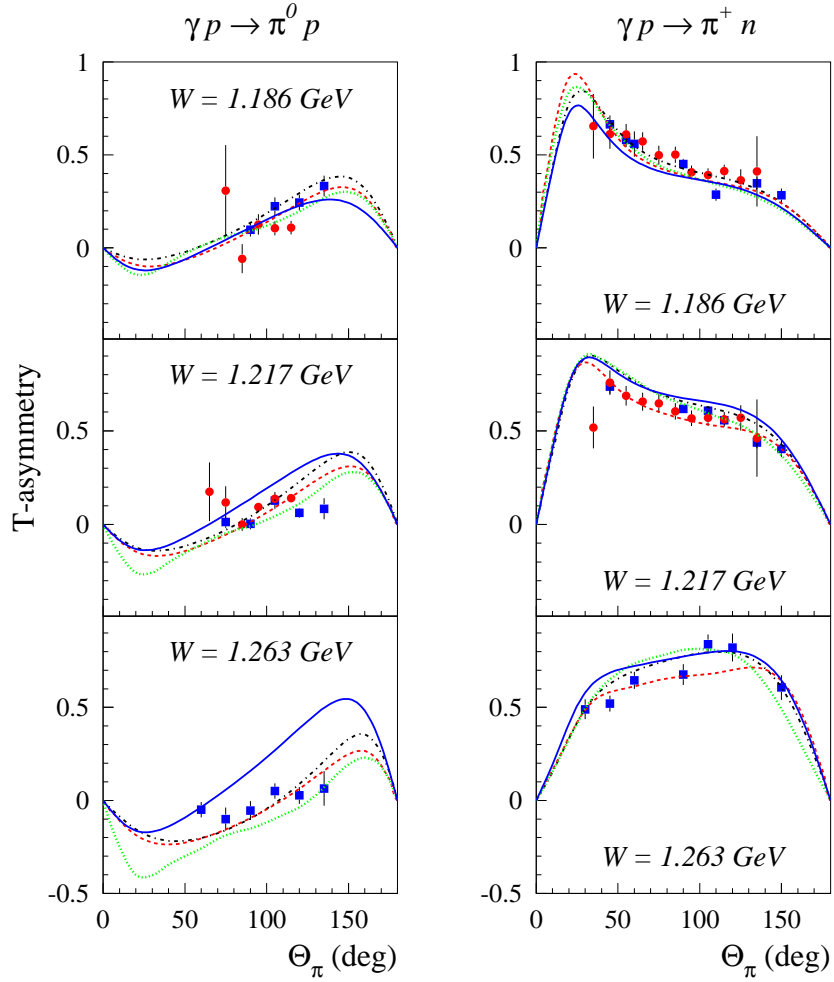 γ p → π⁰ p
γ p → π⁺ n
T-asymmetry
1
0.5
0
W = 1.186 GeV
W = 1.186 GeV
0.5
0
W = 1.217 GeV
W = 1.217 GeV
0.5
0
-0.5
W = 1.263 GeV
0.5
0
-0.5
W = 1.263 GeV
1
0.5
0
0.5
0
0 50 100 150
0 50 100 150
Θπ (deg)
Θπ (deg)